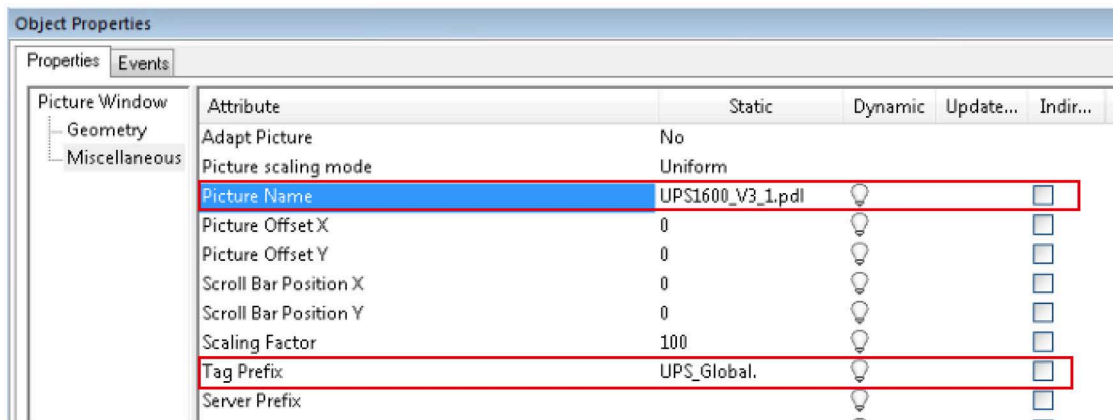 Object Properties
Properties Events
Picture Window
Geometry
Miscellaneous
Attribute Static Dynamic Update... Indir...
Adapt Picture No
Picture scaling mode Uniform
Picture Name UPS1600_V3_1.pdl
Picture Offset X 0
Picture Offset Y 0
Scroll Bar Position X 0
Scroll Bar Position Y 0
Scaling Factor 100
Tag Prefix UPS_Global.
Server Prefix